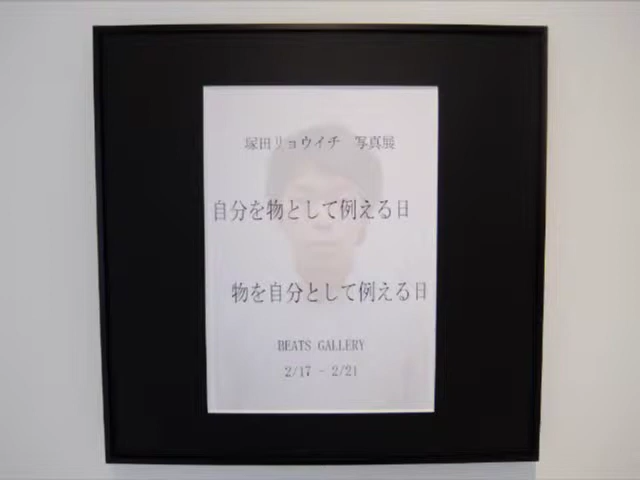 塚田リョウイチ 写真展
自分を物として例える日
物を自分として例える日
BEATS GALLERY
2/17 - 2/21